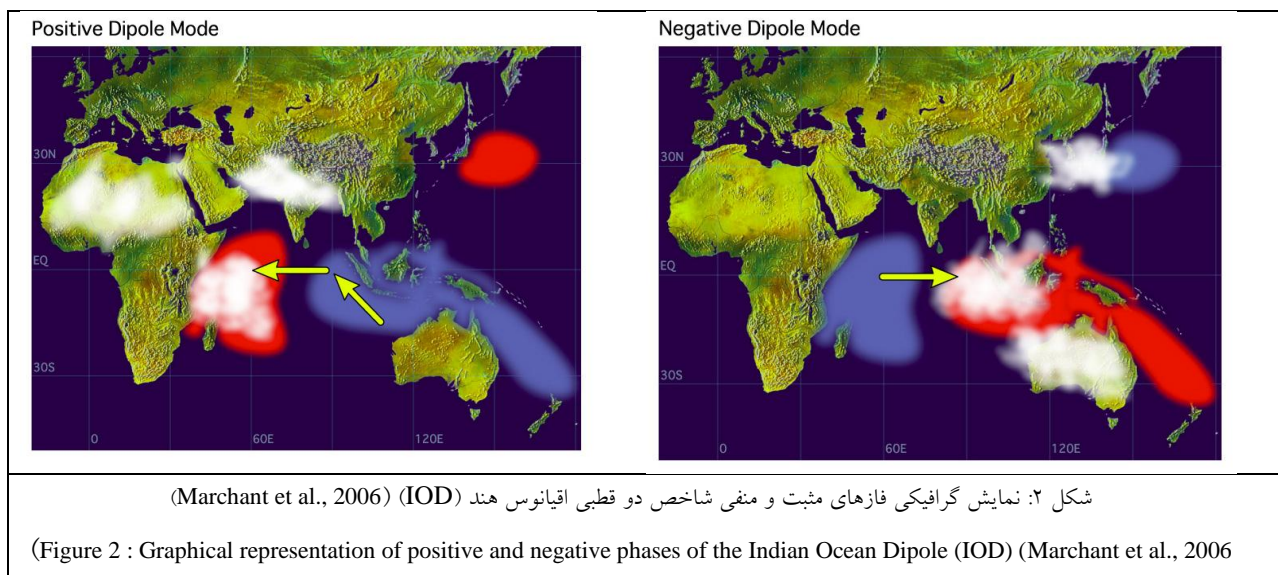 Positive Dipole Mode
Negative Dipole Mode
30N
EQ
30S
0
60E
120E
30N
EQ
30S
0
60E
120E
شکل ۲: نمایش گرافیکی فازهای مثبت و منفی شاخص دو قطبی اقیانوس هند (IOD) (Marchant et al., 2006)
(Figure 2 : Graphical representation of positive and negative phases of the Indian Ocean Dipole (IOD) (Marchant et al., 2006